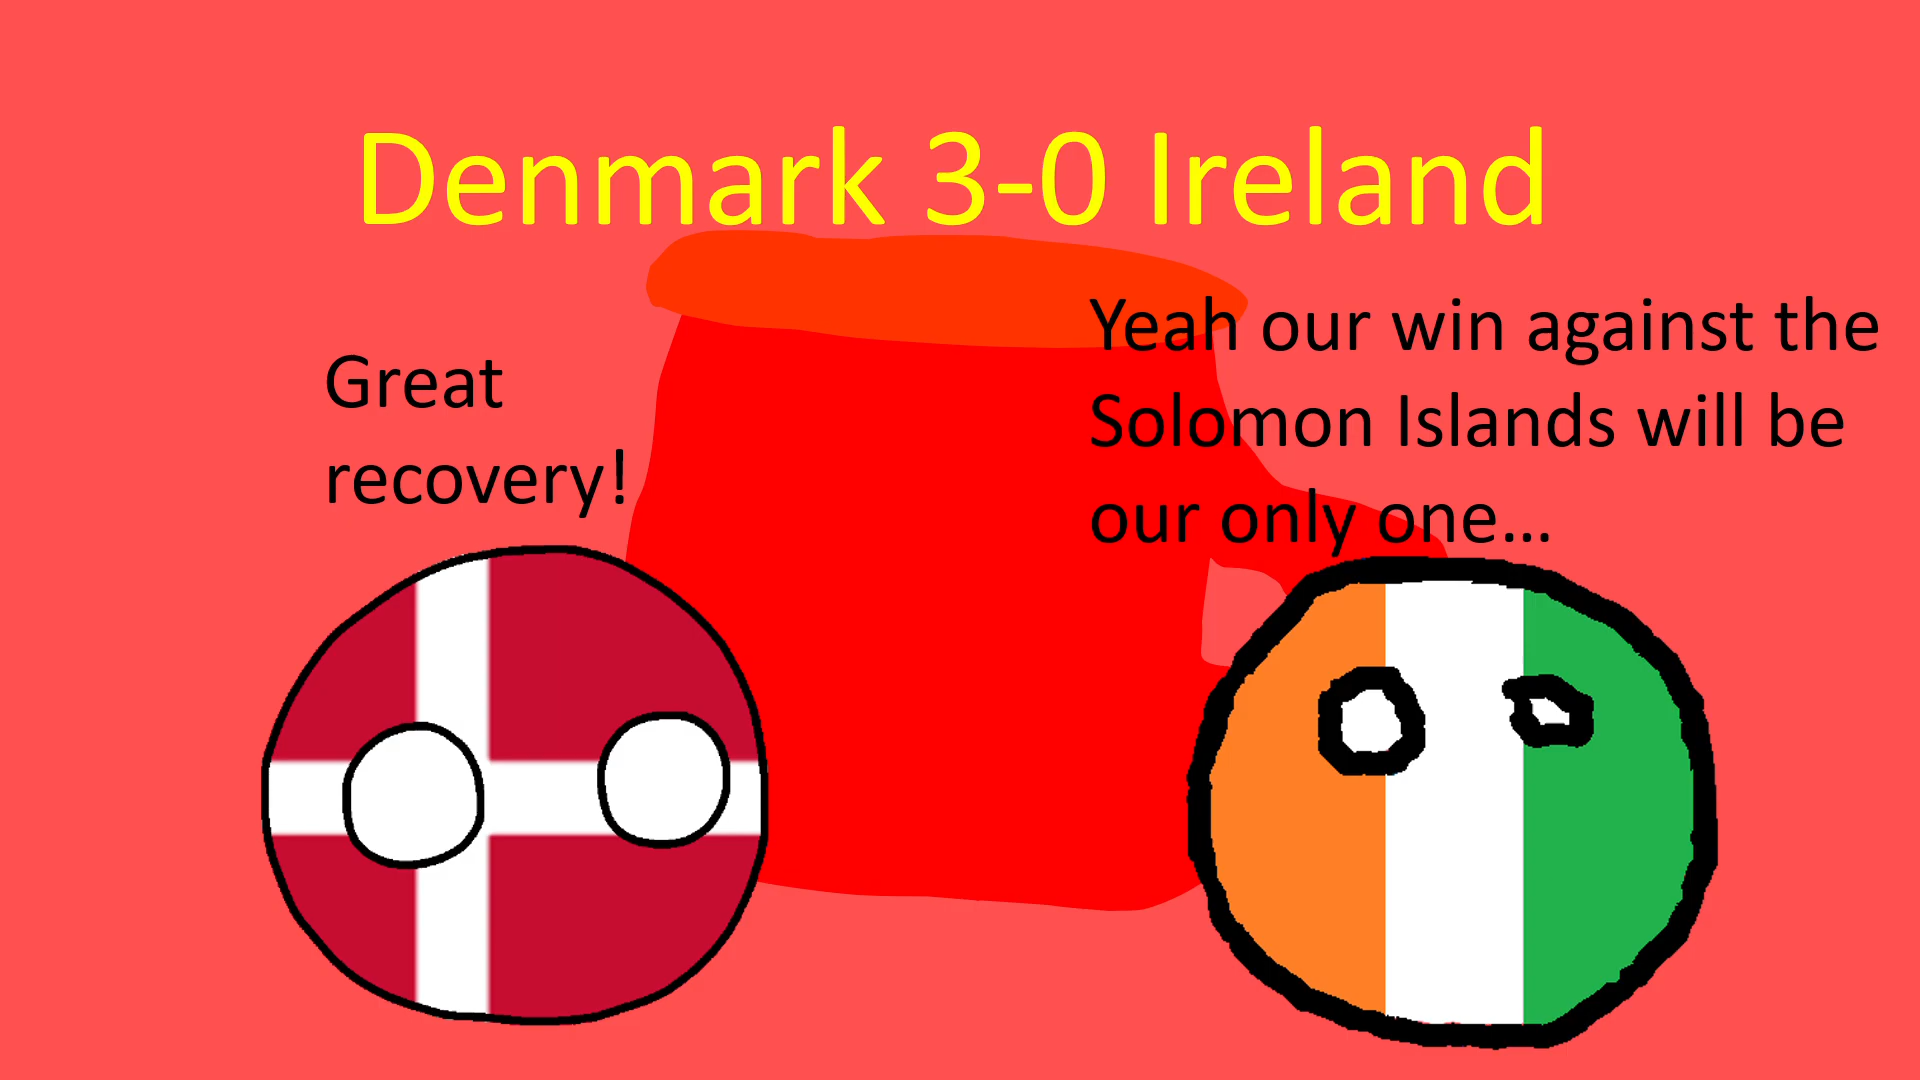 Denmark 3-0 Ireland
Great
recovery!
Yeah our win against the
Solomon Islands will be
our only one...